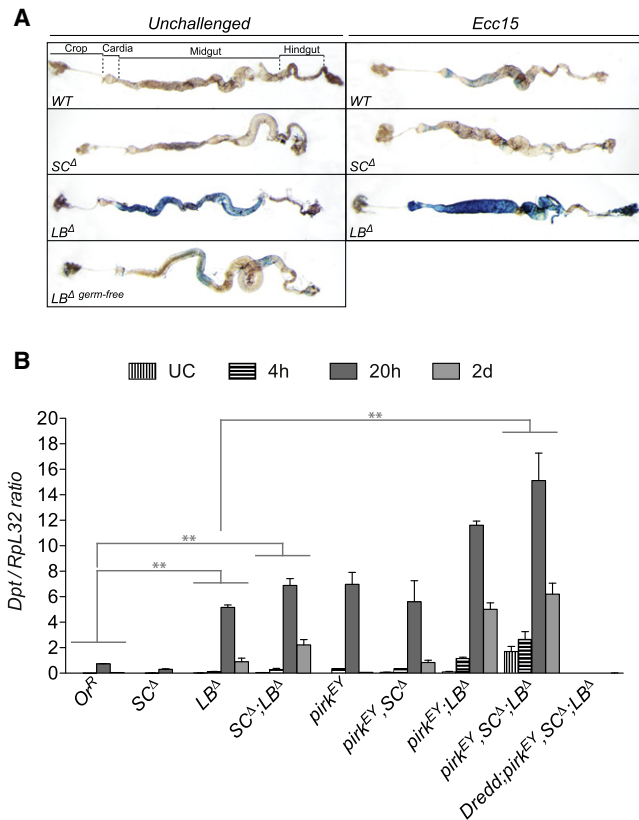 A
Unchallenged
Ecc15
Crop Cardia Midgut Hindgut
WT
WT
SCΔ
SCΔ
LBΔ
LBΔ
LBΔ germ-free
B
UC 4h 20h 2d
Dpt / RpL32 ratio
20
18
16
14
12
10
8
6
4
2
0
**
**
**
OrR
SCΔ
LBΔ
SCΔ;LBΔ
pirkEY
pirkEY,SCΔ
pirkEY;LBΔ
pirkEY,SCΔ;LBΔ
Dredd;pirkEY,SCΔ;LBΔ